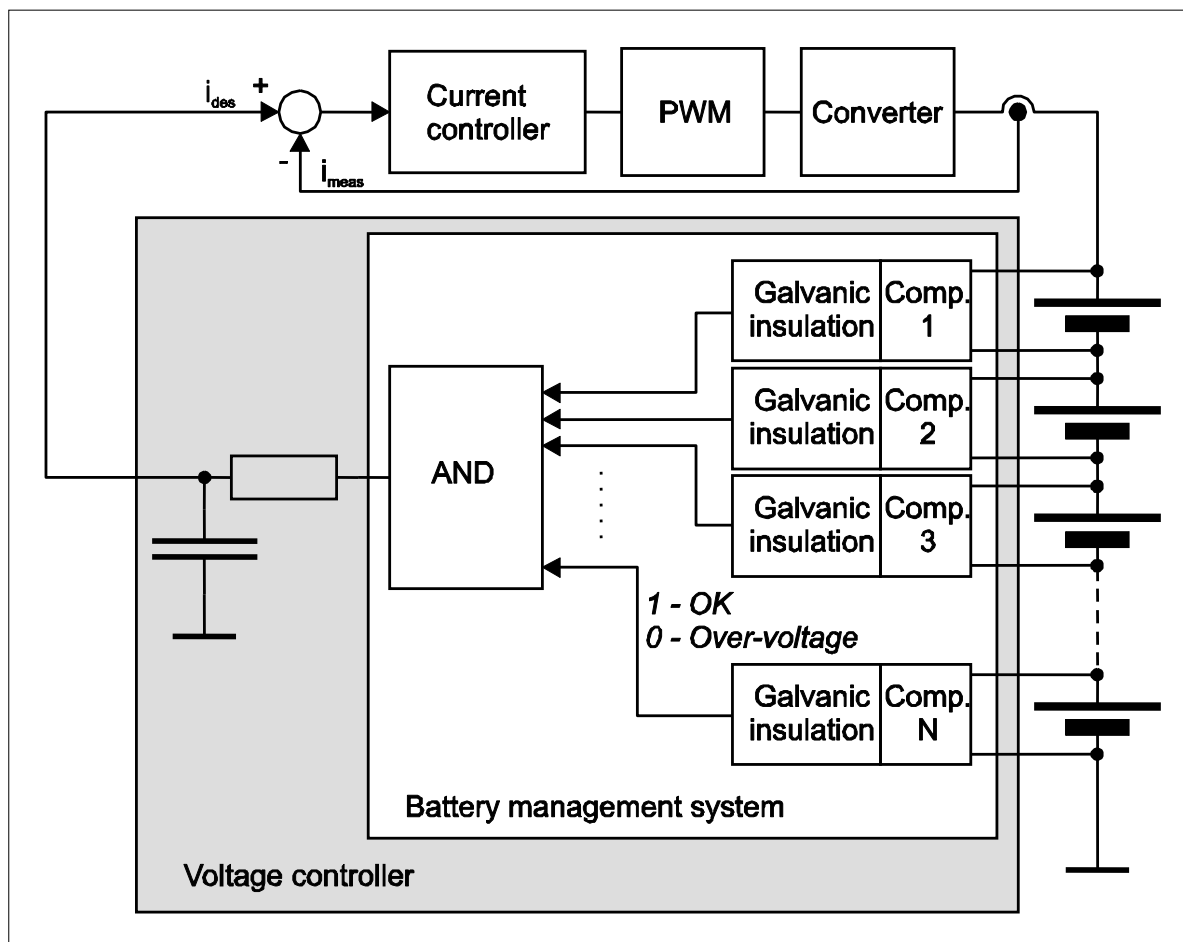 i_des
+
-
i_meas
Current
controller
PWM
Converter
Galvanic
insulation
Comp.
1
Galvanic
insulation
Comp.
2
Galvanic
insulation
Comp.
3
AND
1 - OK
0 - Over-voltage
Galvanic
insulation
Comp.
N
Battery management system
Voltage controller